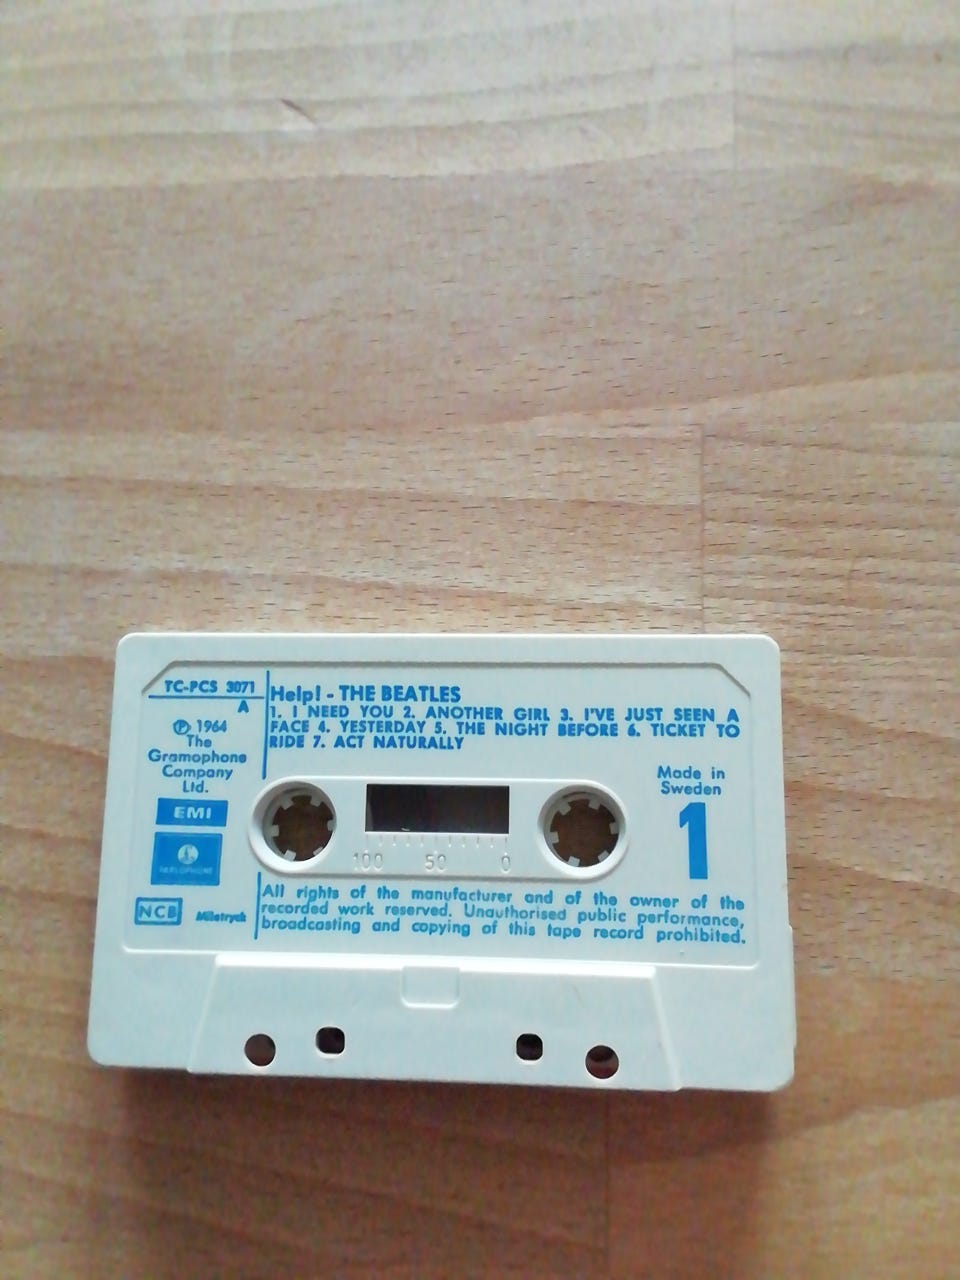 TC-PCS 3071
A
Ⓟ 1964
The
Gramophone
Company
Ltd.
EMI
PARLOPHONE
NCB
Help! - THE BEATLES
1. I NEED YOU 2. ANOTHER GIRL 3. I'VE JUST SEEN A
FACE 4. YESTERDAY 5. THE NIGHT BEFORE 6. TICKET TO
RIDE 7. ACT NATURALLY
Made in
Sweden
1
100 50 0
All rights of the manufacturer and of the owner of the
recorded work reserved. Unauthorised public performance,
broadcasting and copying of this tape record prohibited.